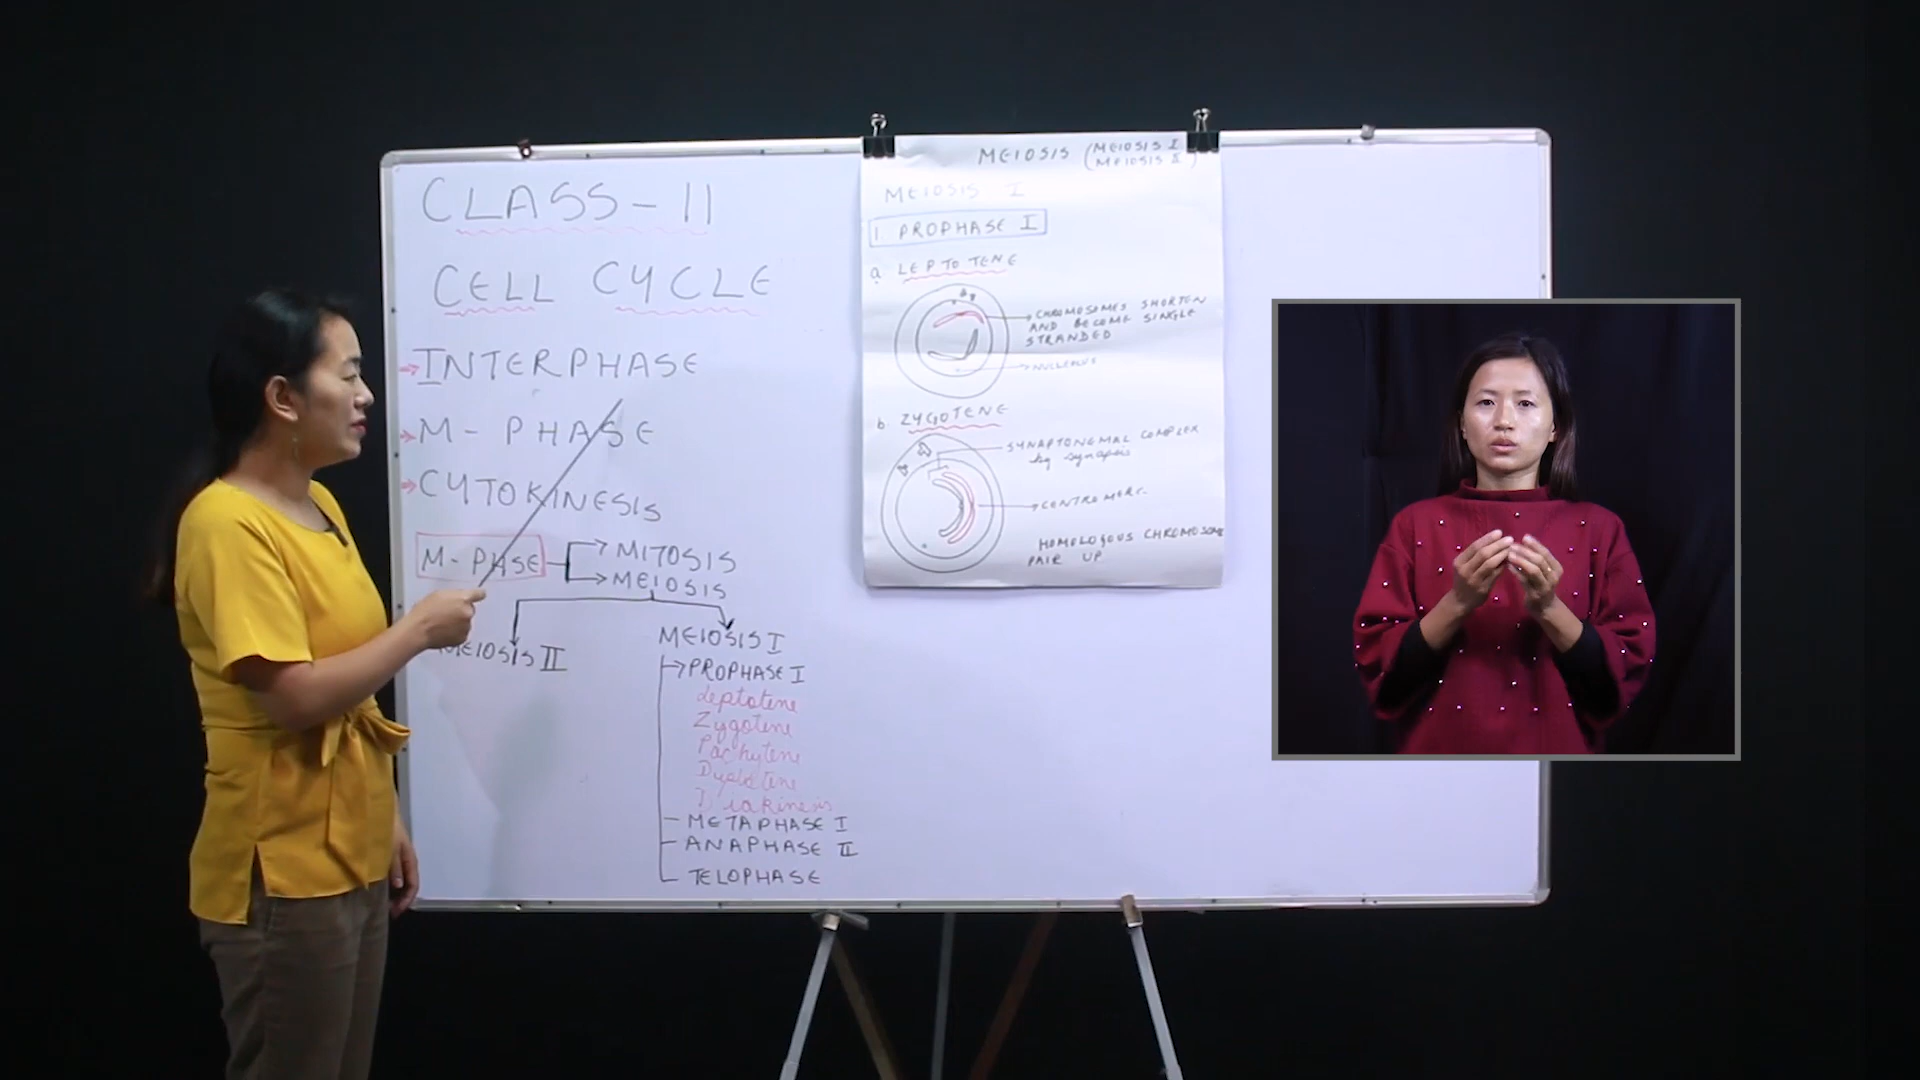 CLASS-11
CELL CYCLE
INTERPHASE
M-PHASE
CYTOKINESIS
M-PHASE
MITOSIS
MEIOSIS
MEIOSIS II
MEIOSIS I
PROPHASE I
Leptotene
Zygotene
Pachytene
Diakinesis
METAPHASE I
ANAPHASE II
TELOPHASE
MEIOSIS (MEIOSIS I
MEIOSIS II)
MEIOSIS I
1. PROPHASE I
a. LEPTOTENE
CHROMOSOMES SHORTEN
AND BECOME SINGLE
STRANDED
NUCLEOLUS
b. ZYGOTENE
SYNAPTONGMAL COMPLEX
by synapsis
CENTROMERE
HOMOLOGOUS CHROMOSOME
PAIR UP